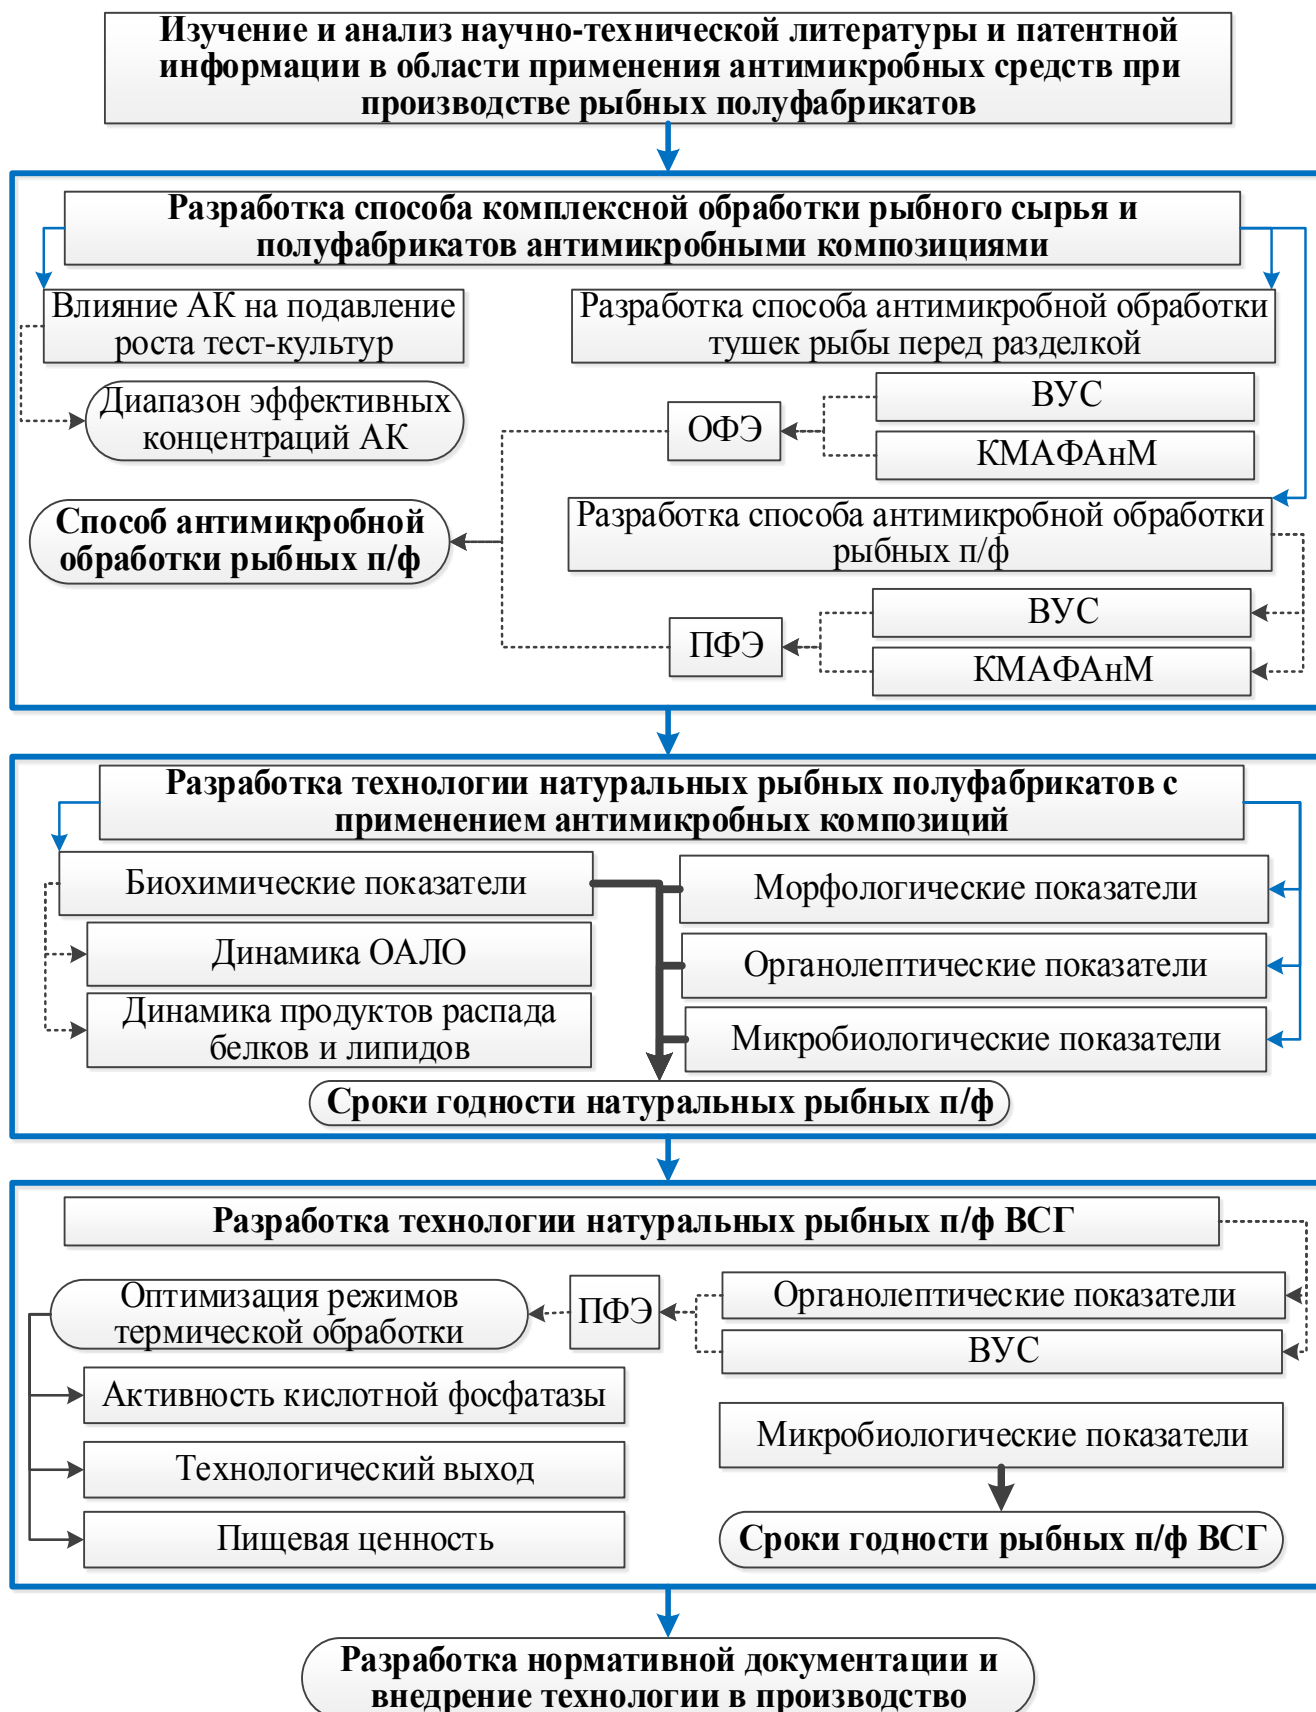 Изучение и анализ научно-технической литературы и патентной
информации в области применения антимикробных средств при
производстве рыбных полуфабрикатов
Разработка способа комплексной обработки рыбного сырья и
полуфабрикатов антимикробными композициями
Влияние АК на подавление
роста тест-культур
Диапазон эффективных
концентраций АК
Разработка способа антимикробной обработки
тушек рыбы перед разделкой
ВУС
ОФЭ
КМАФАнМ
Способ антимикробной
обработки рыбных п/ф
Разработка способа антимикробной обработки
рыбных п/ф
ВУС
ПФЭ
КМАФАнМ
Разработка технологии натуральных рыбных полуфабрикатов с
применением антимикробных композиций
Биохимические показатели
Динамика ОАЛО
Динамика продуктов распада
белков и липидов
Морфологические показатели
Органолептические показатели
Микробиологические показатели
Сроки годности натуральных рыбных п/ф
Разработка технологии натуральных рыбных п/ф ВСГ
Оптимизация режимов
термической обработки
ПФЭ
Органолептические показатели
ВУС
Активность кислотной фосфатазы
Технологический выход
Пищевая ценность
Микробиологические показатели
Сроки годности рыбных п/ф ВСГ
Разработка нормативной документации и
внедрение технологии в производство